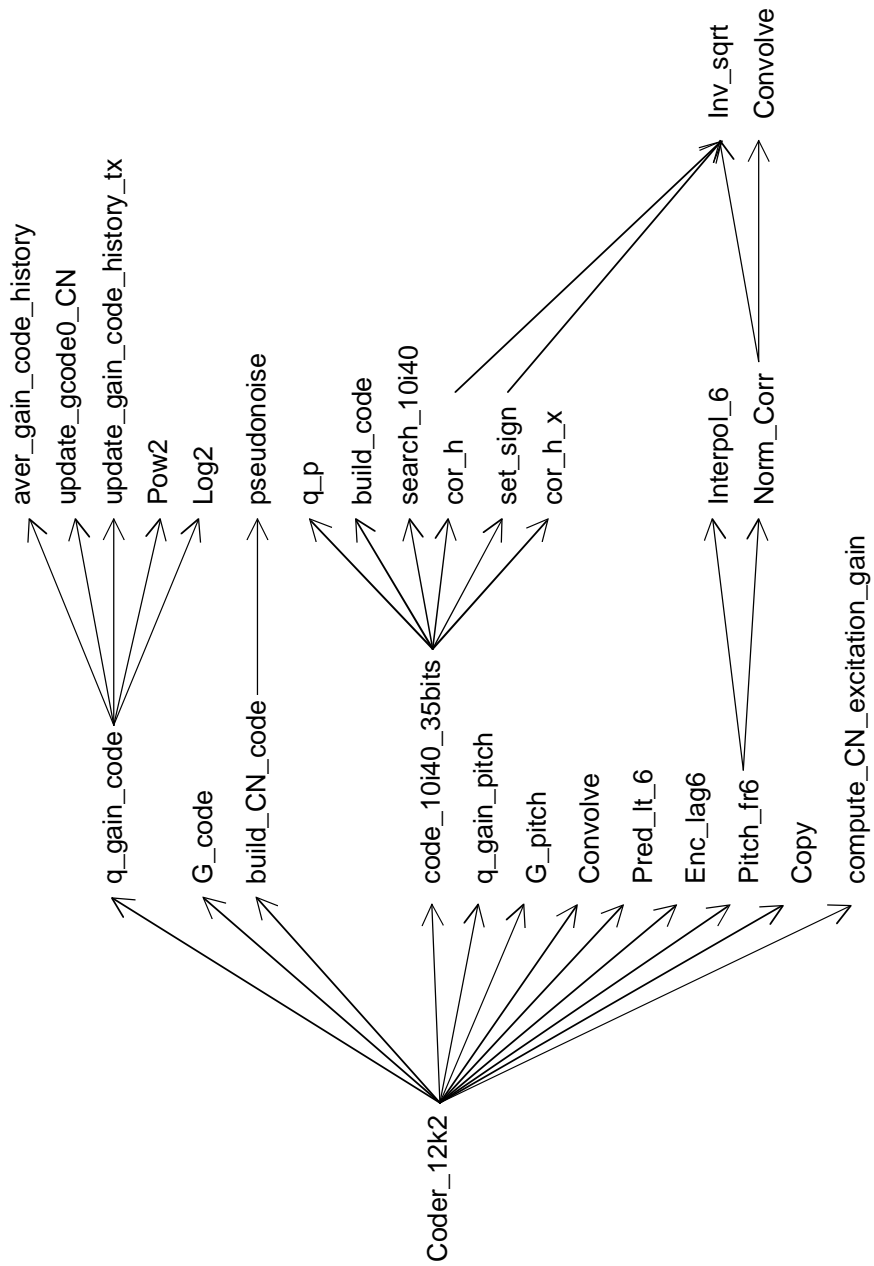 Coder_12k2
q_gain_code
G_code
build_CN_code
code_10i40_35bits
q_gain_pitch
G_pitch
Convolve
Pred_lt_6
Enc_lag6
Pitch_fr6
Copy
compute_CN_excitation_gain
aver_gain_code_history
update_gcode0_CN
update_gain_code_history_tx
Pow2
Log2
pseudonoise
q_p
build_code
search_10i40
cor_h
set_sign
cor_h_x
Interpol_6
Norm_Corr
Inv_sqrt
Convolve